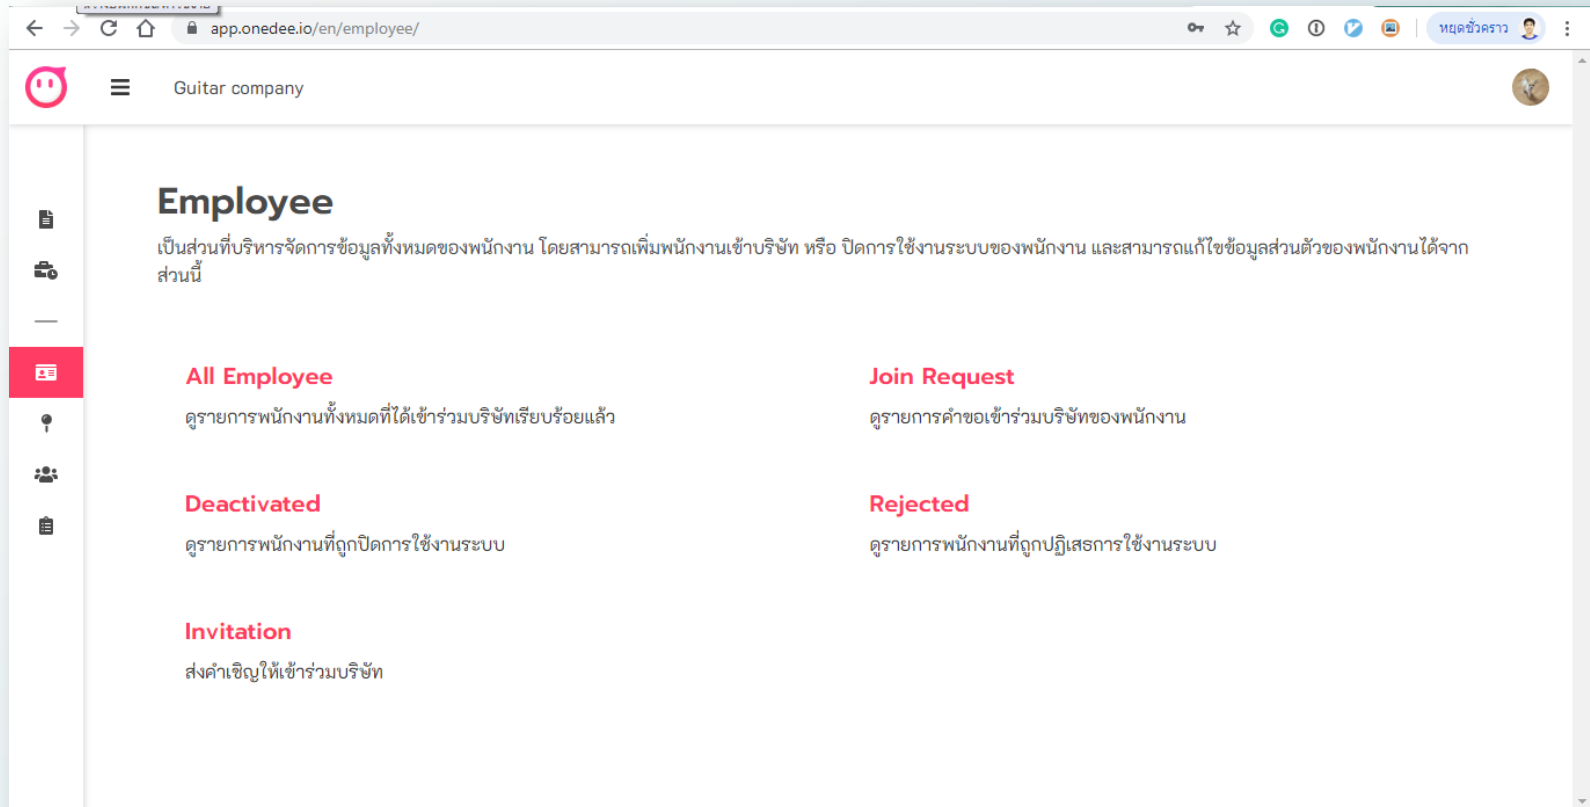 app.onedee.io/en/employee/
หยุดชั่วคราว
Guitar company
Employee
เป็นส่วนที่บริหารจัดการข้อมูลทั้งหมดของพนักงาน โดยสามารถเพิ่มพนักงานเข้าบริษัท หรือ ปิดการใช้งานระบบของพนักงาน และสามารถแก้ไขข้อมูลส่วนตัวของพนักงานได้จาก
ส่วนนี้
All Employee
ดูรายการพนักงานทั้งหมดที่ได้เข้าร่วมบริษัทเรียบร้อยแล้ว
Join Request
ดูรายการคำขอเข้าร่วมบริษัทของพนักงาน
Deactivated
ดูรายการพนักงานที่ถูกปิดการใช้งานระบบ
Rejected
ดูรายการพนักงานที่ถูกปฏิเสธการใช้งานระบบ
Invitation
ส่งคำเชิญให้เข้าร่วมบริษัท